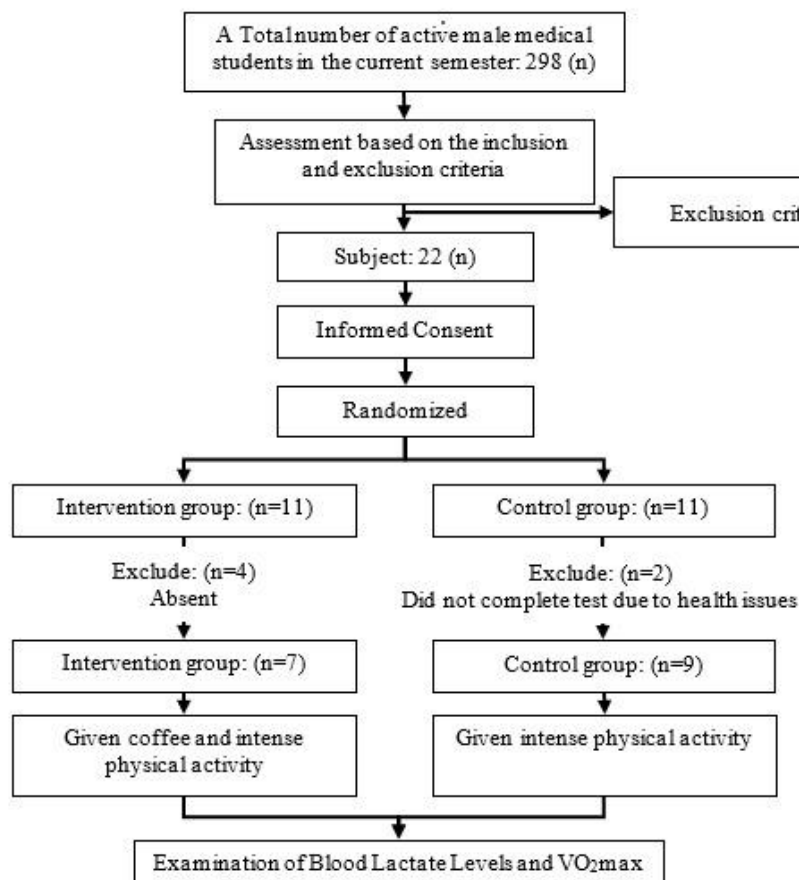 A Total number of active male medical
students in the current semester: 298 (n)
Assessment based on the inclusion
and exclusion criteria
Exclusion
Subject: 22 (n)
Informed Consent
Randomized
Intervention group: (n=11)
Control group: (n=11)
Exclude: (n=4)
Absent
Exclude: (n=2)
Did not complete test due to health issues
Intervention group: (n=7)
Control group: (n=9)
Given coffee and intense
physical activity
Given intense physical activity
Examination of Blood Lactate Levels and VO₂max